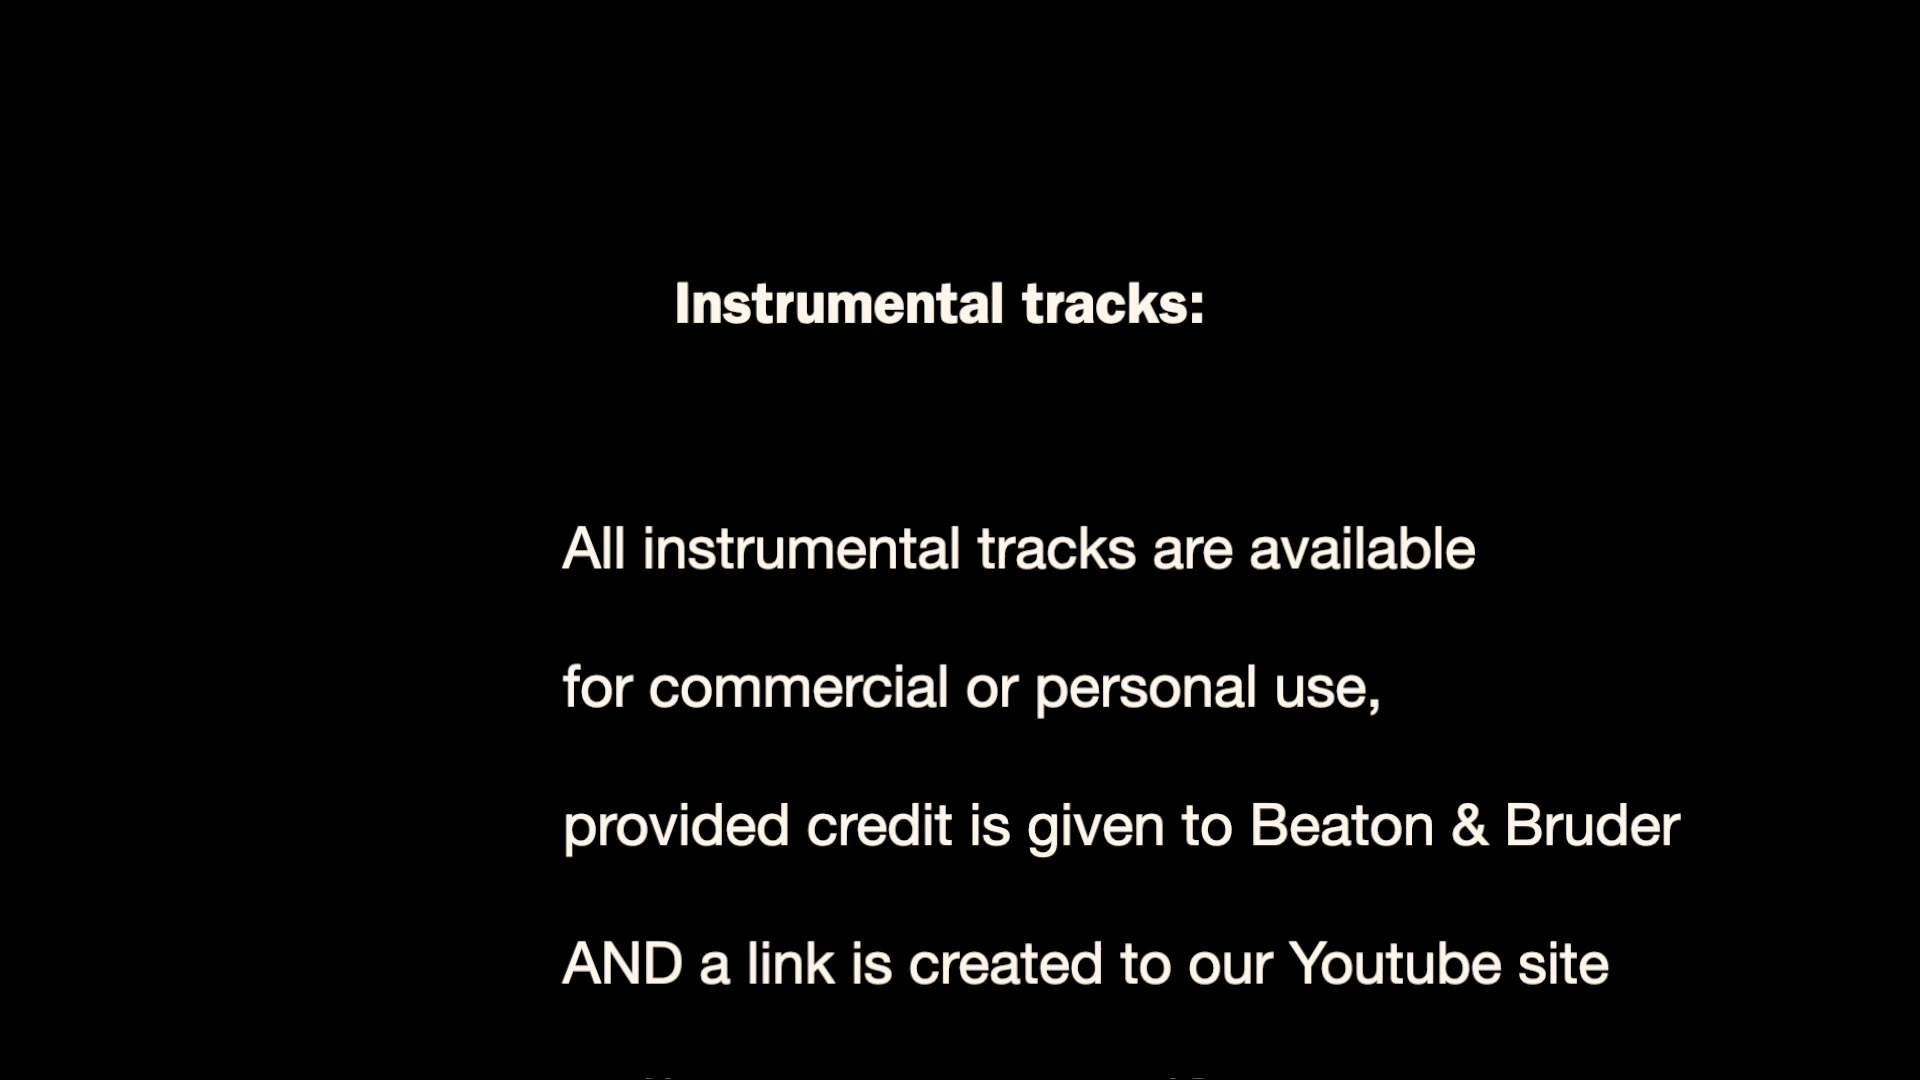 Instrumental tracks:
All instrumental tracks are available
for commercial or personal use,
provided credit is given to Beaton & Bruder
AND a link is created to our Youtube site